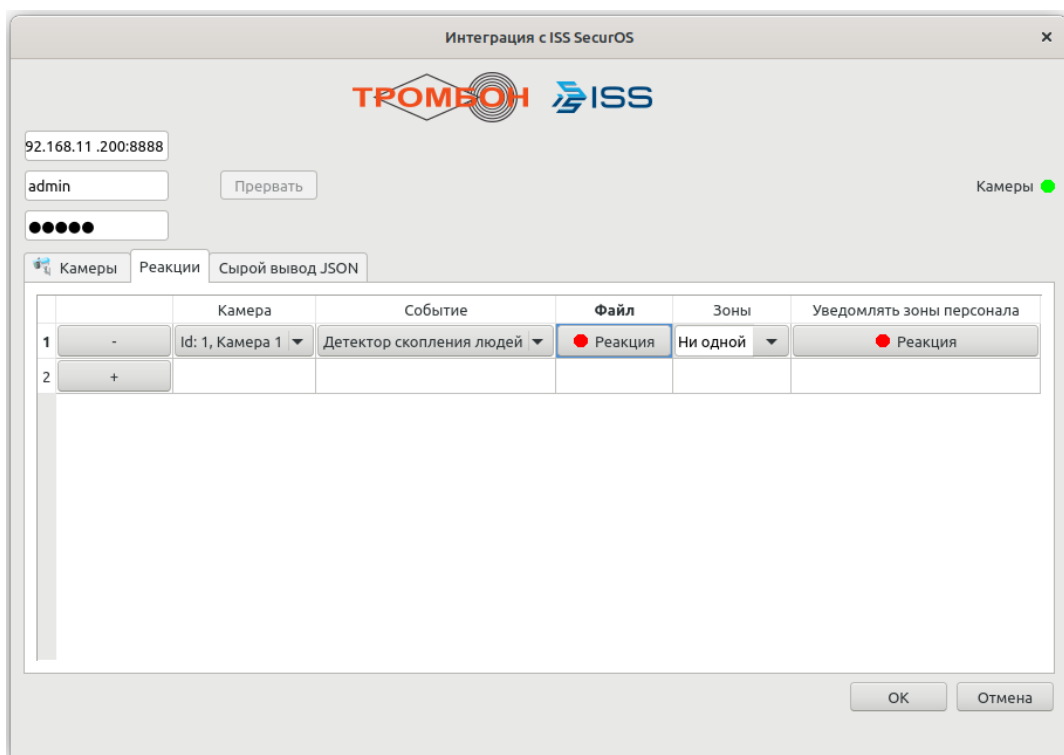 Интеграция с ISS SecurOS
ТРОМБОН ISS
92.168.11 .200:8888
admin
Прервать
Камеры
●●●●●
Камеры Реакции Сырой вывод JSON
Камера Событие Файл Зоны Уведомлять зоны персонала
1 - Id: 1, Камера 1 Детектор скопления людей Реакция Ни одной Реакция
2 +
OK Отмена